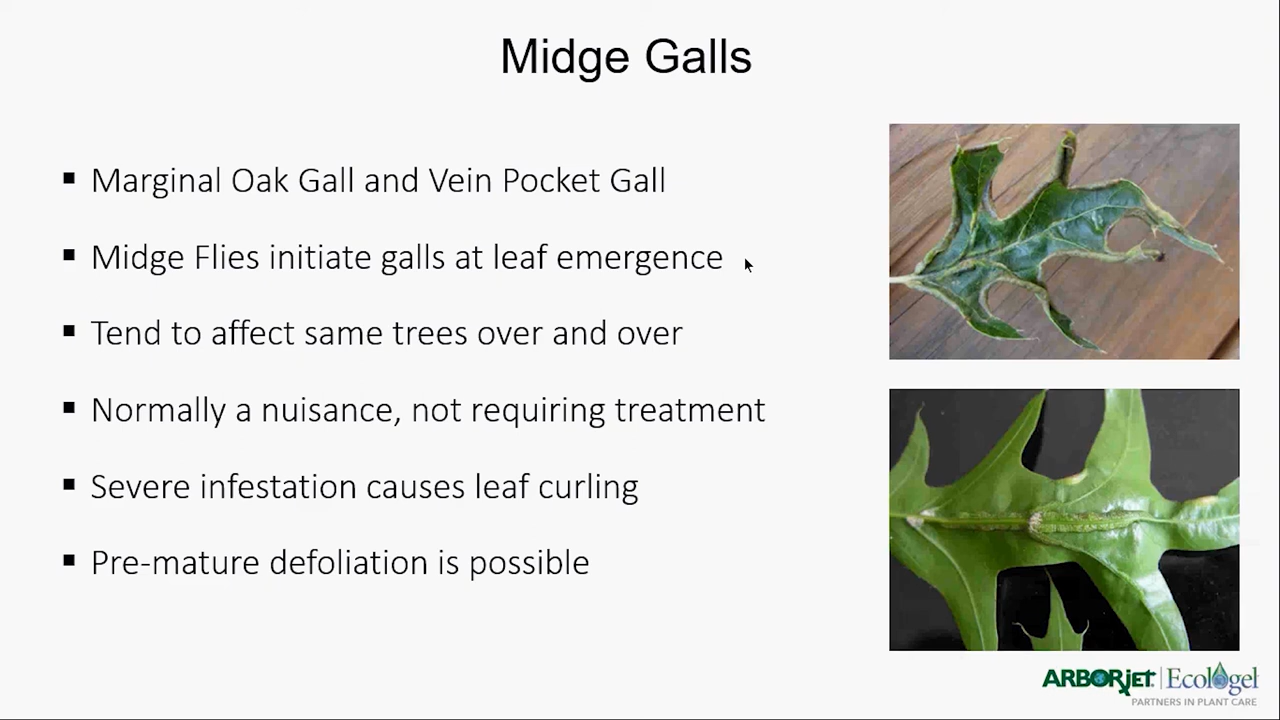 Midge Galls
▪ Marginal Oak Gall and Vein Pocket Gall
▪ Midge Flies initiate galls at leaf emergence
▪ Tend to affect same trees over and over
▪ Normally a nuisance, not requiring treatment
▪ Severe infestation causes leaf curling
▪ Pre-mature defoliation is possible
ARBORjET | Ecologel
PARTNERS IN PLANT CARE